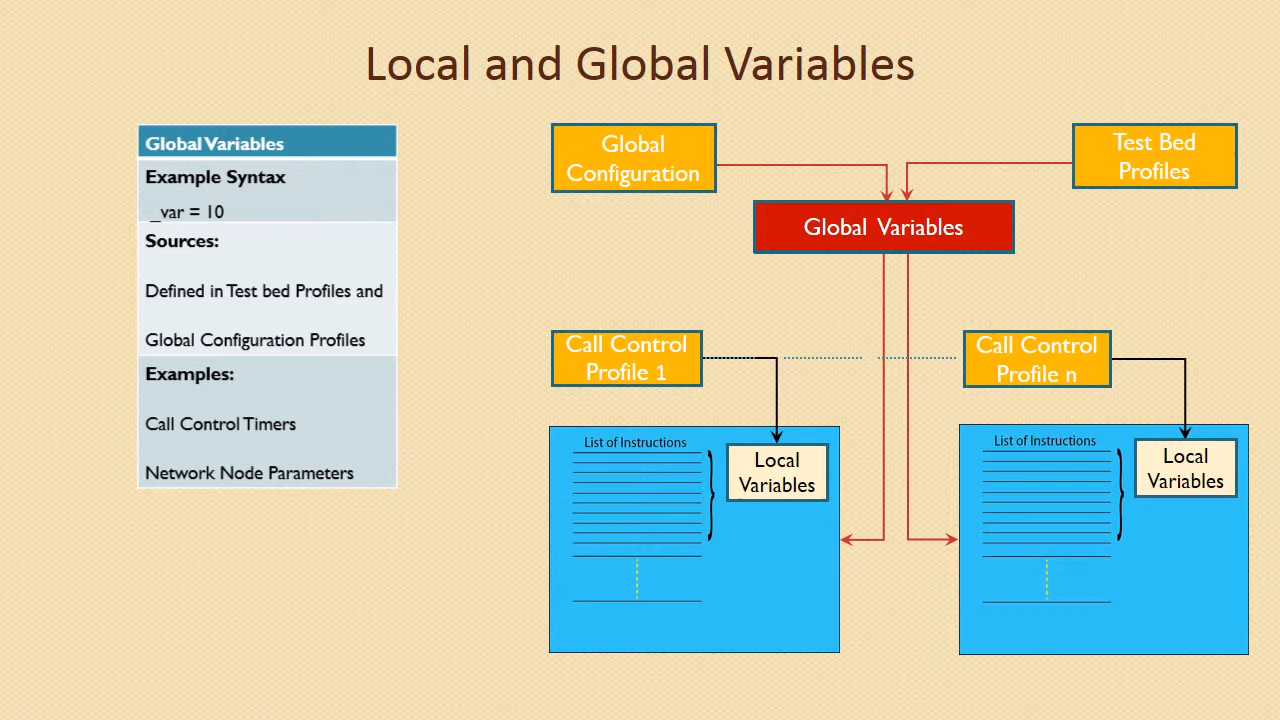 Local and Global Variables
Global Variables
Example Syntax
_var = 10
Sources:
Defined in Test bed Profiles and
Global Configuration Profiles
Examples:
Call Control Timers
Network Node Parameters
Global
Configuration
Test Bed
Profiles
Global Variables
Call Control
Profile 1
Call Control
Profile n
List of Instructions
Local
Variables
List of Instructions
Local
Variables